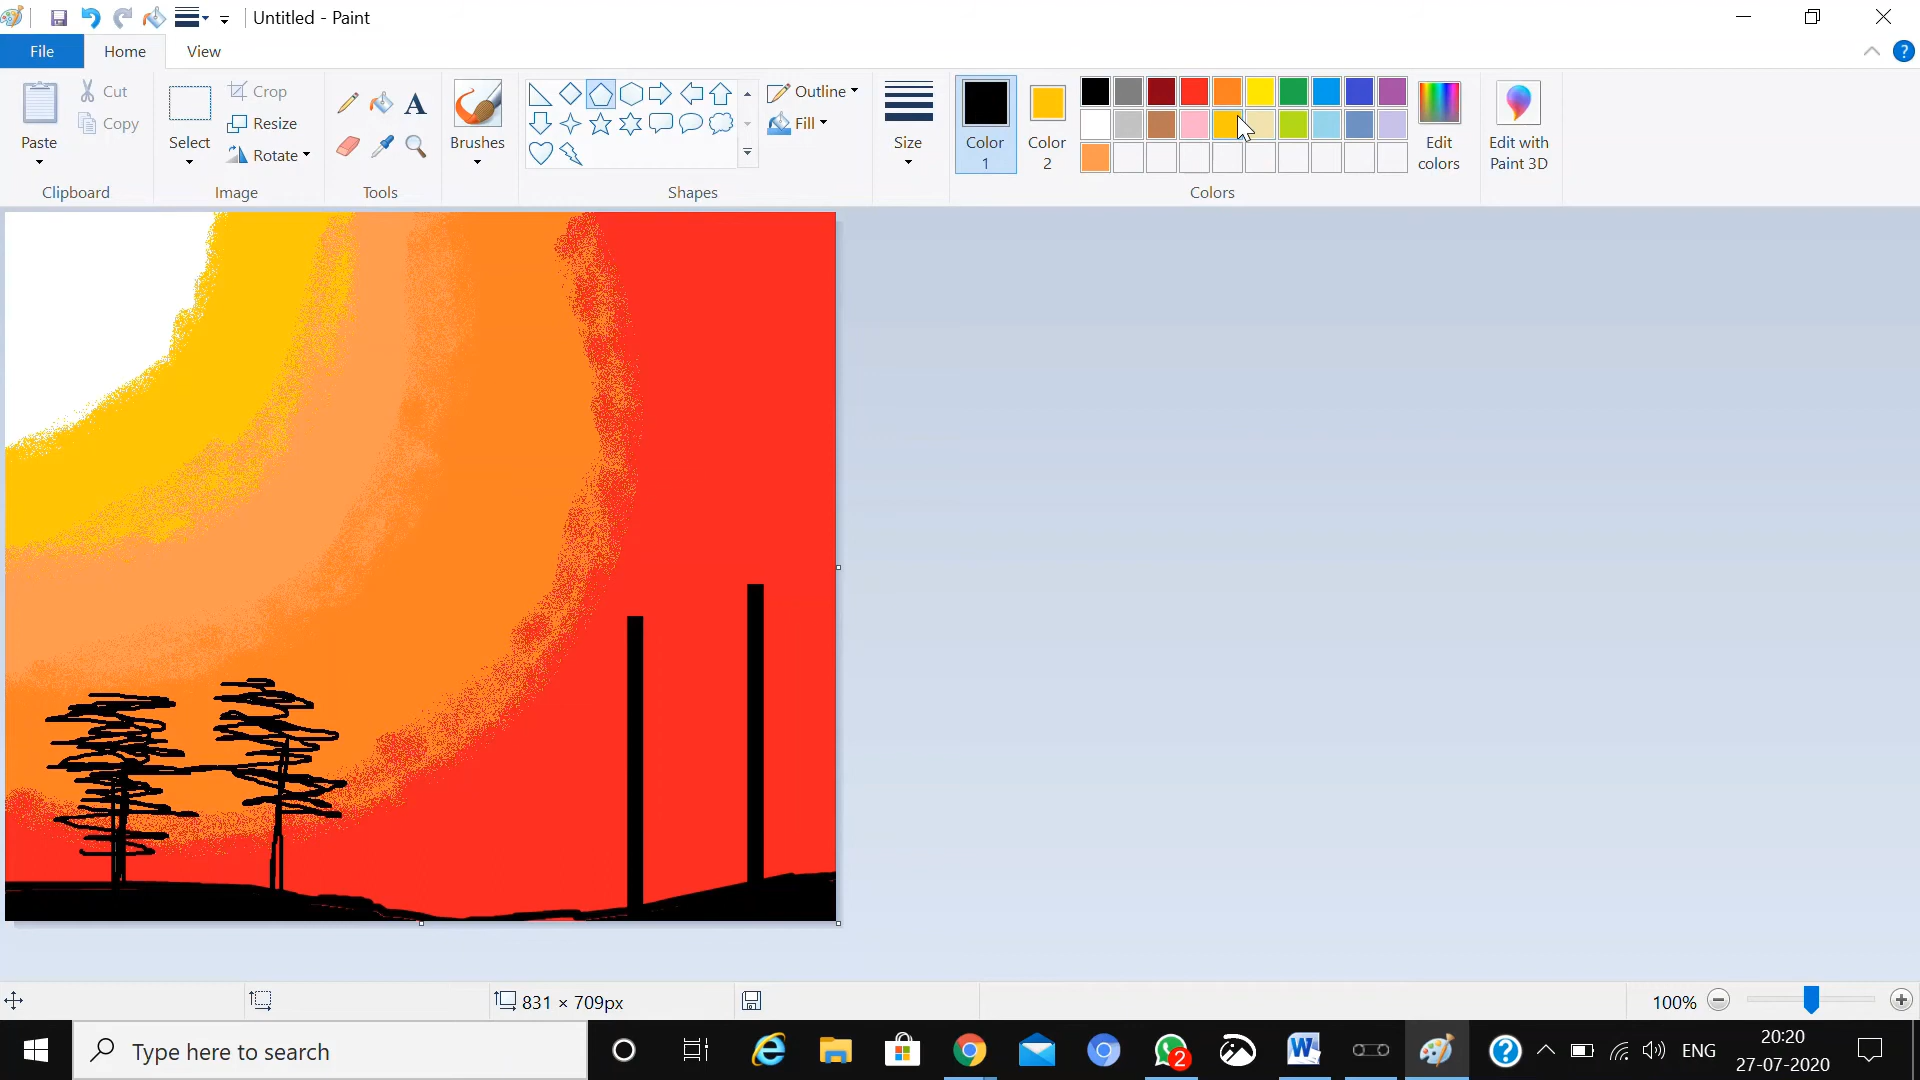 Untitled - Paint
File Home View
Paste
Cut
Copy
Clipboard
Select
Crop
Resize
Rotate
Image
A
Tools
Brushes
Outline
Fill
Shapes
Size
Color
1
Color
2
Colors
Edit
colors
Edit with
Paint 3D
?
831 × 709px
100%
Type here to search
2
W
?
ENG
20:20
27-07-2020